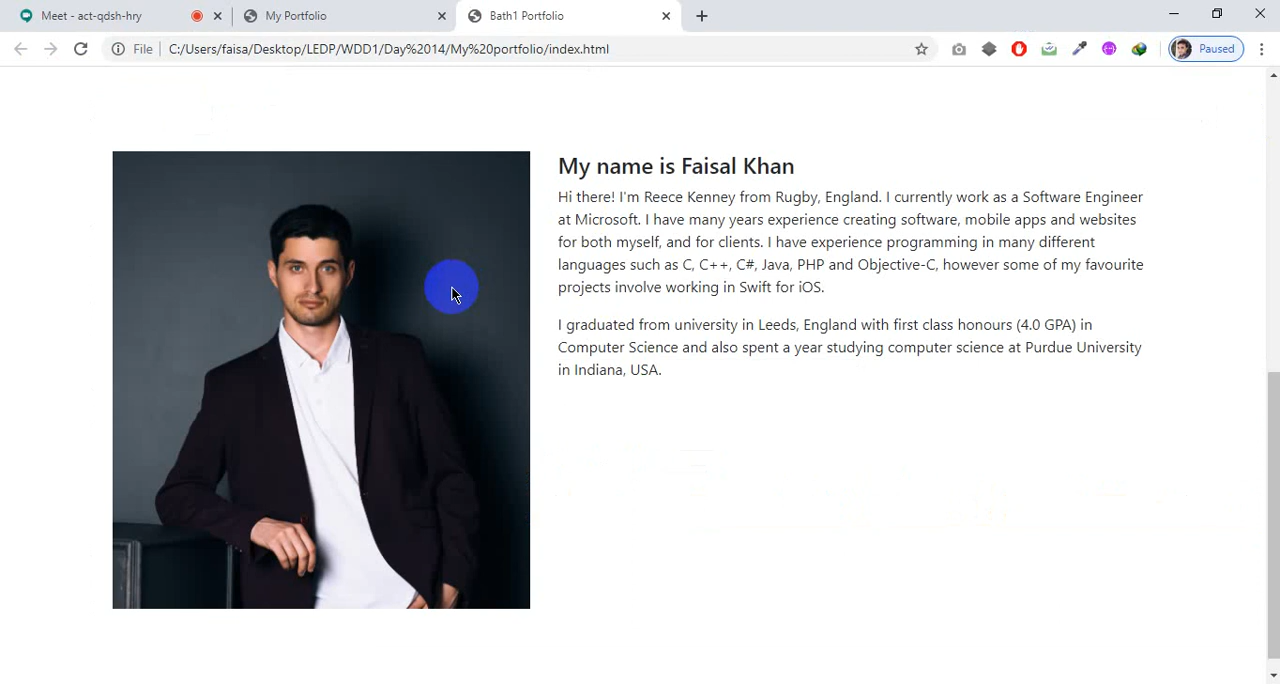 Meet - act-qdsh-hry
My Portfolio
Bath1 Portfolio
File
C:/Users/faisa/Desktop/LEDP/WDD1/Day%2014/My%20portfolio/index.html
Paused
My name is Faisal Khan
Hi there! I'm Reece Kenney from Rugby, England. I currently work as a Software Engineer
at Microsoft. I have many years experience creating software, mobile apps and websites
for both myself, and for clients. I have experience programming in many different
languages such as C, C++, C#, Java, PHP and Objective-C, however some of my favourite
projects involve working in Swift for iOS.
I graduated from university in Leeds, England with first class honours (4.0 GPA) in
Computer Science and also spent a year studying computer science at Purdue University
in Indiana, USA.